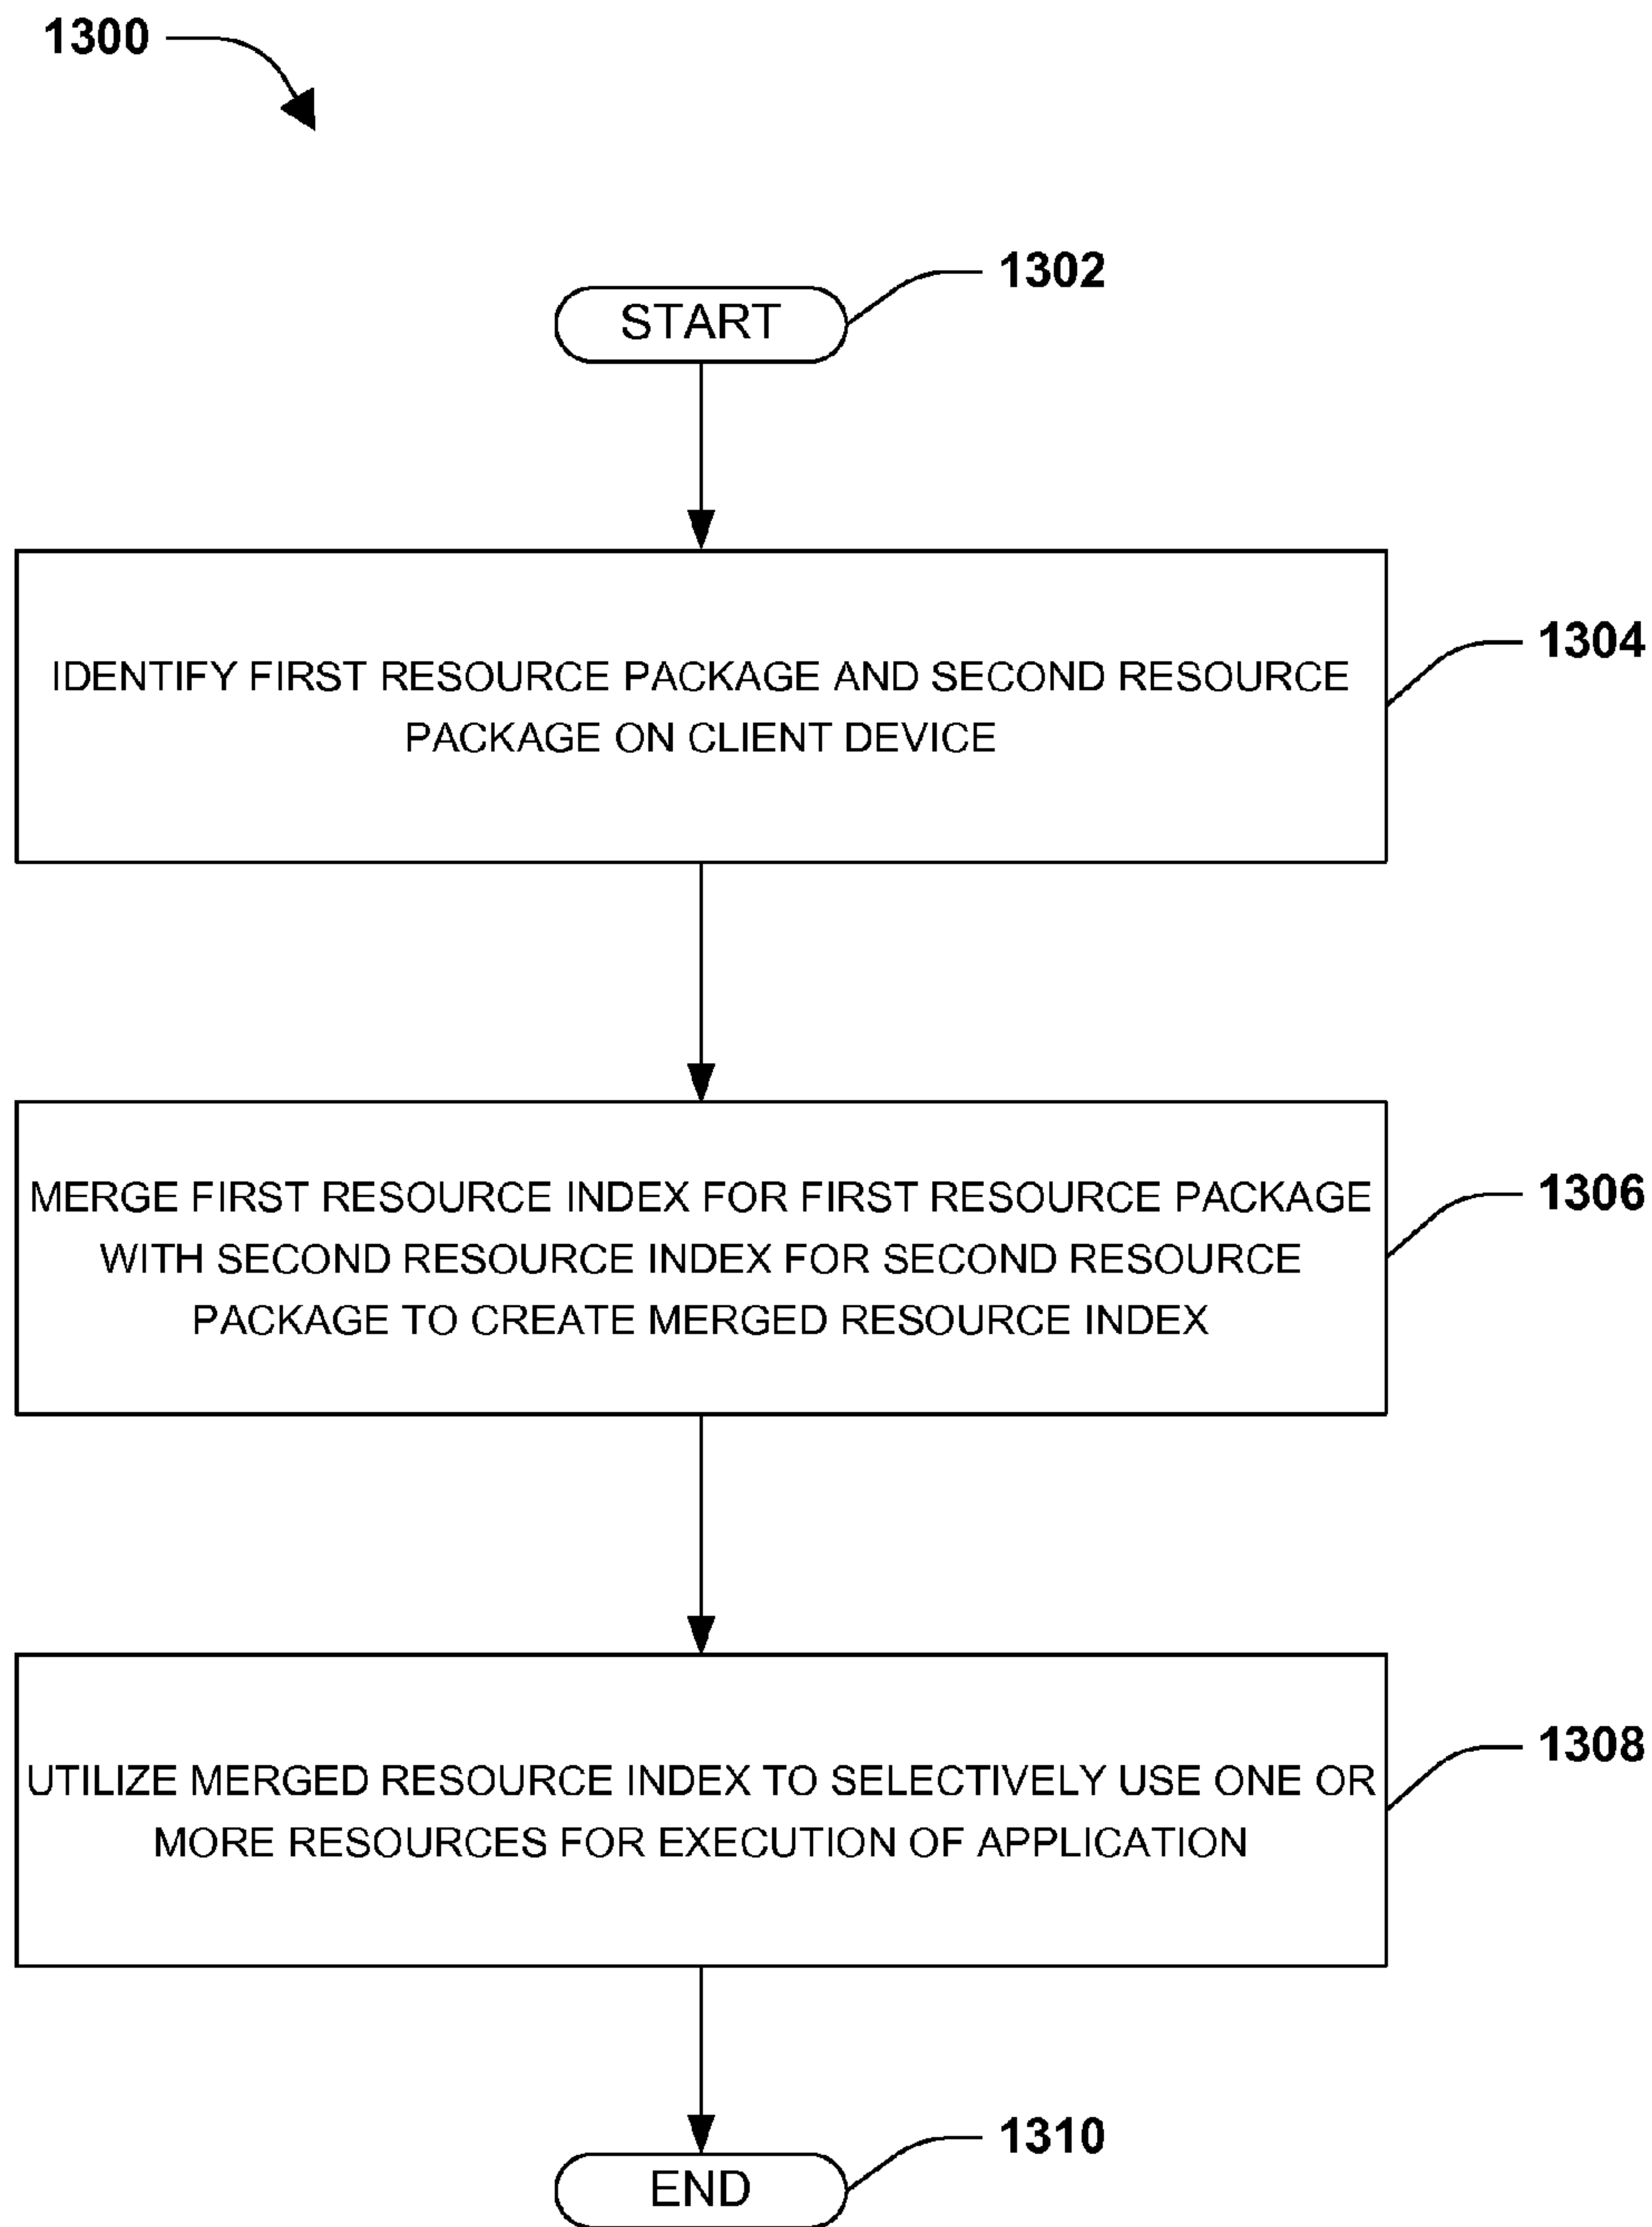 1300
1302
START
1304
IDENTIFY FIRST RESOURCE PACKAGE AND SECOND RESOURCE
PACKAGE ON CLIENT DEVICE
1306
MERGE FIRST RESOURCE INDEX FOR FIRST RESOURCE PACKAGE
WITH SECOND RESOURCE INDEX FOR SECOND RESOURCE
PACKAGE TO CREATE MERGED RESOURCE INDEX
1308
UTILIZE MERGED RESOURCE INDEX TO SELECTIVELY USE ONE OR
MORE RESOURCES FOR EXECUTION OF APPLICATION
1310
END